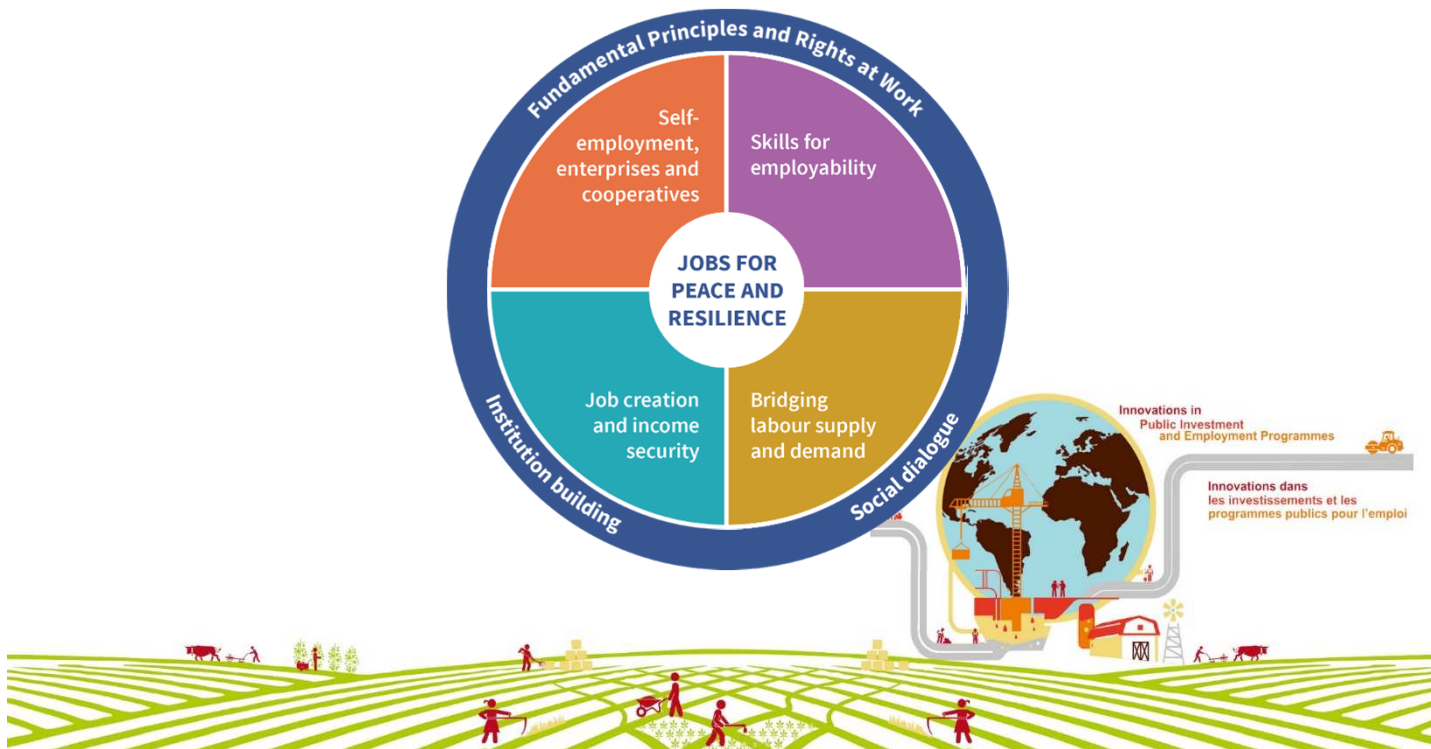 Fundamental Principles and Rights at Work
Self-
employment,
enterprises and
cooperatives
Skills for
employability
JOBS FOR
PEACE AND
RESILIENCE
Job creation
and income
security
Bridging
labour supply
and demand
Institution building
Social dialogue
Innovations in
Public Investment
and Employment Programmes
Innovations dans
les investissements et les
programmes publics pour l'emploi